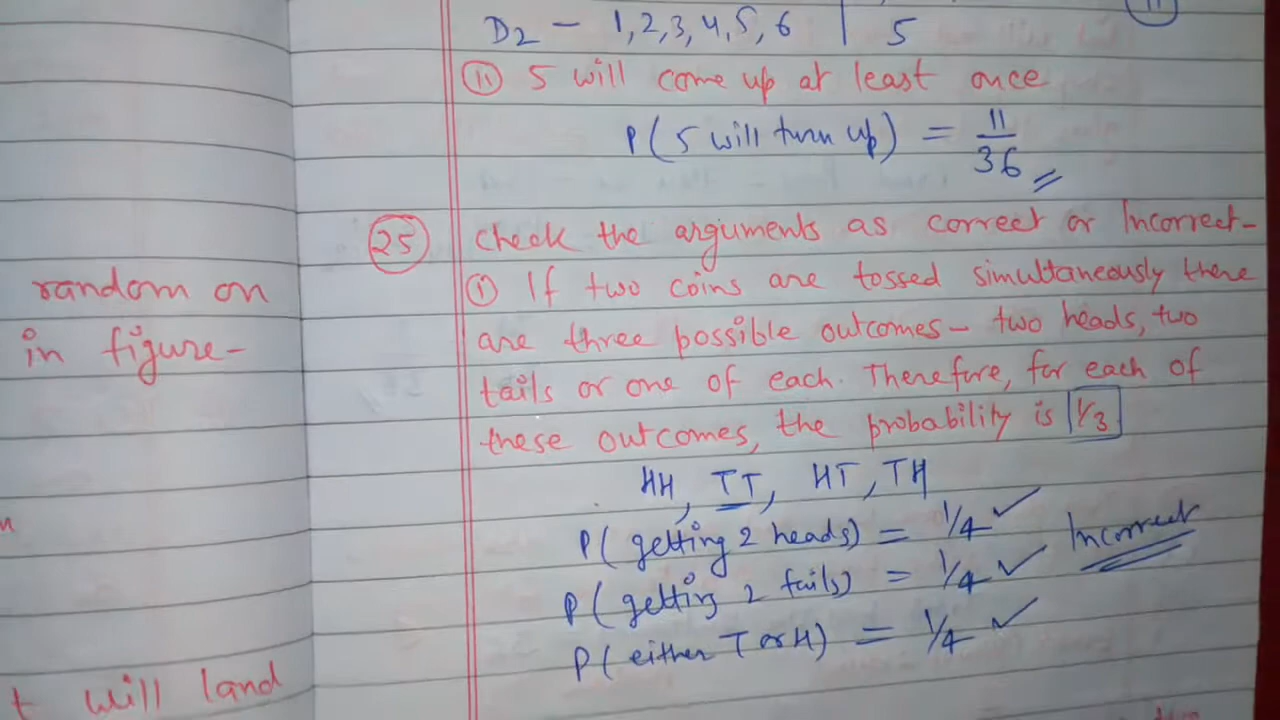 D2 - 1,2,3,4,5,6 | 5
(ii) 5 will come up at least once
P(5 will turn up) = 11/36
(25) Check the arguments as correct or Incorrect-
(i) If two coins are tossed simultaneously there
are three possible outcomes - two heads, two
tails or one of each. Therefore, for each of
these outcomes, the probability is 1/3
HH, TT, HT, TH
P(getting 2 heads) = 1/4 ✓ Incorrect
P(getting 2 tails) = 1/4 ✓
P(either T or H) = 1/4 ✓
random on
in figure-
t will land